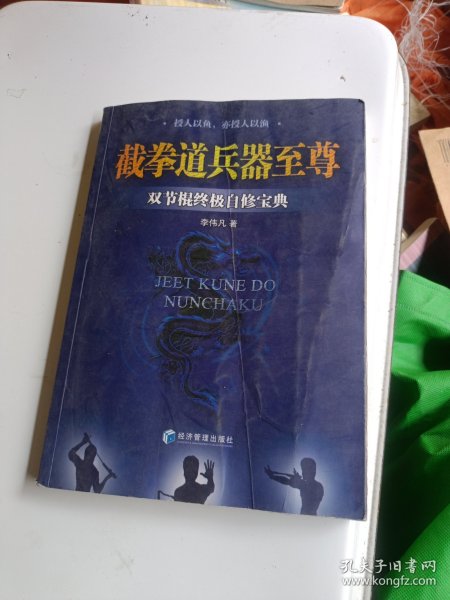 授人以鱼,亦授人以渔
截拳道兵器至尊
双节棍终极自修宝典
李伟凡 著
JEET KUNE DO
NUNCHAKU
经济管理出版社
孔夫子旧书网
www.kongfz.com